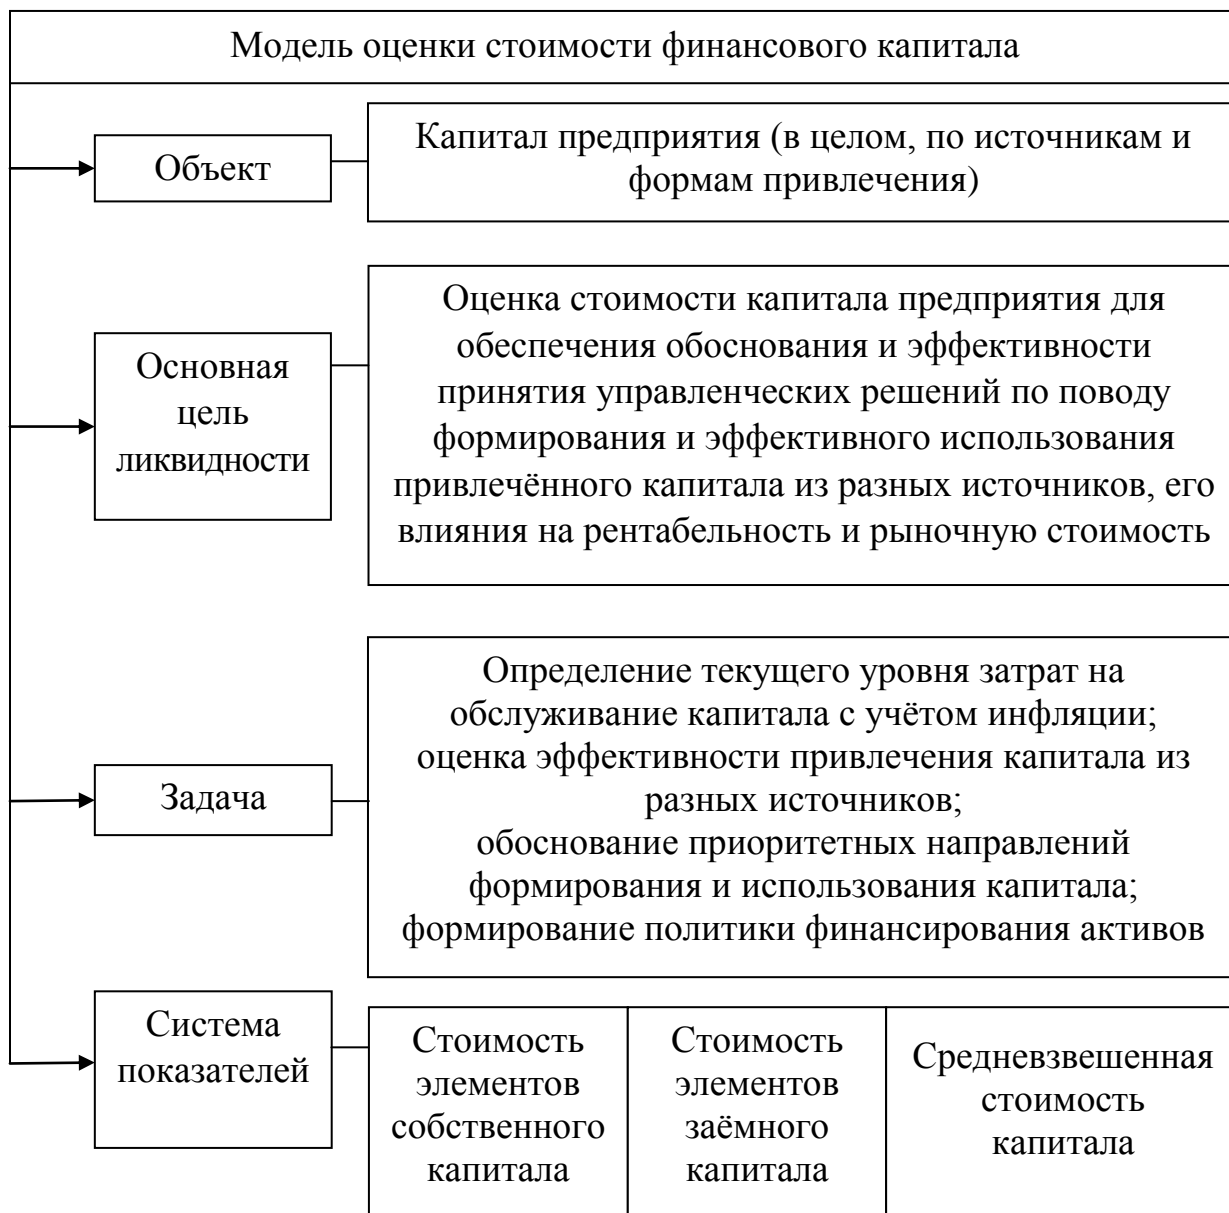 Модель оценки стоимости финансового капитала
Объект
Капитал предприятия (в целом, по источникам и
формам привлечения)
Основная
цель
ликвидности
Оценка стоимости капитала предприятия для
обеспечения обоснования и эффективности
принятия управленческих решений по поводу
формирования и эффективного использования
привлечённого капитала из разных источников, его
влияния на рентабельность и рыночную стоимость
Задача
Определение текущего уровня затрат на
обслуживание капитала с учётом инфляции;
оценка эффективности привлечения капитала из
разных источников;
обоснование приоритетных направлений
формирования и использования капитала;
формирование политики финансирования активов
Система
показателей
Стоимость
элементов
собственного
капитала
Стоимость
элементов
заёмного
капитала
Средневзвешенная
стоимость
капитала